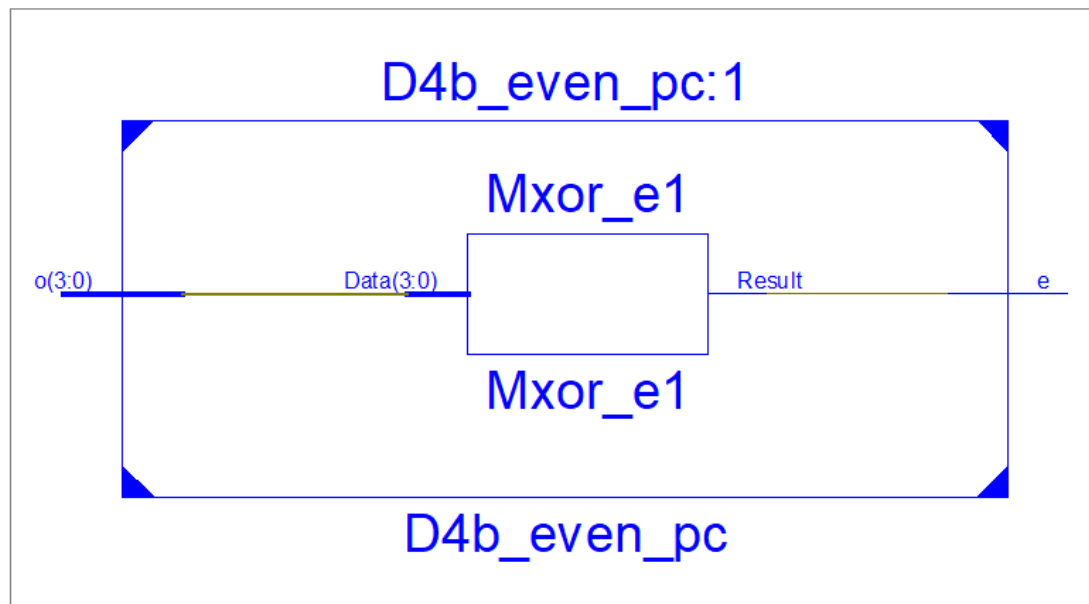 D4b_even_pc:1
Mxor_e1
o(3:0) Data(3:0) Result e
Mxor_e1
D4b_even_pc